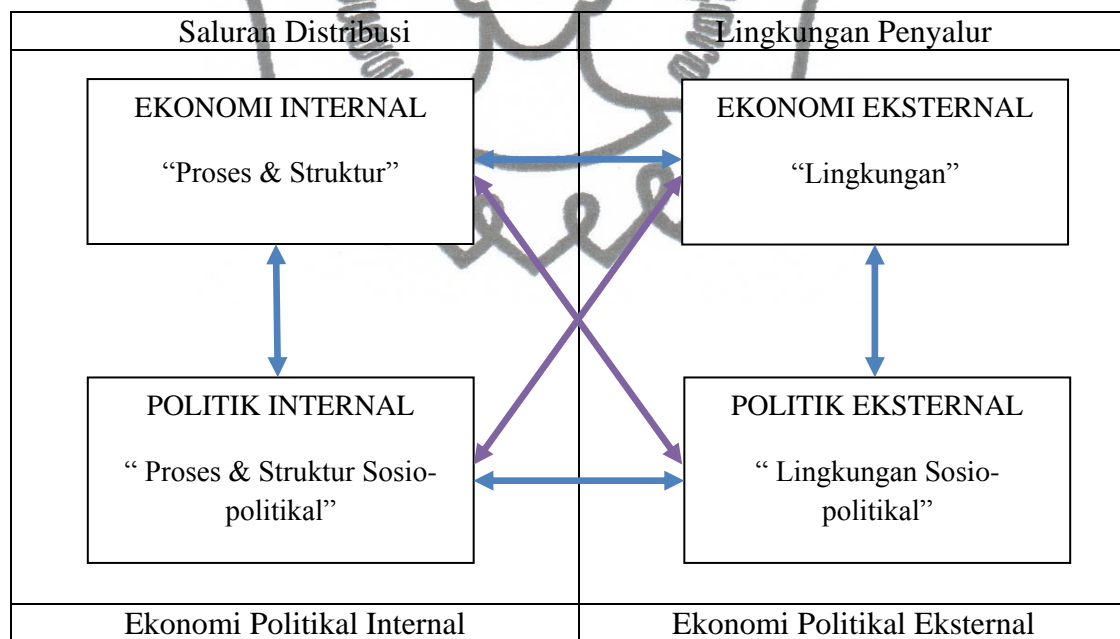 Saluran Distribusi
Lingkungan Penyalur
EKONOMI INTERNAL
“Proses & Struktur”
EKONOMI EKSTERNAL
“Lingkungan”
POLITIK INTERNAL
“ Proses & Struktur Sosio-
politikal”
POLITIK EKSTERNAL
“ Lingkungan Sosio-
politikal”
Ekonomi Politikal Internal
Ekonomi Politikal Eksternal